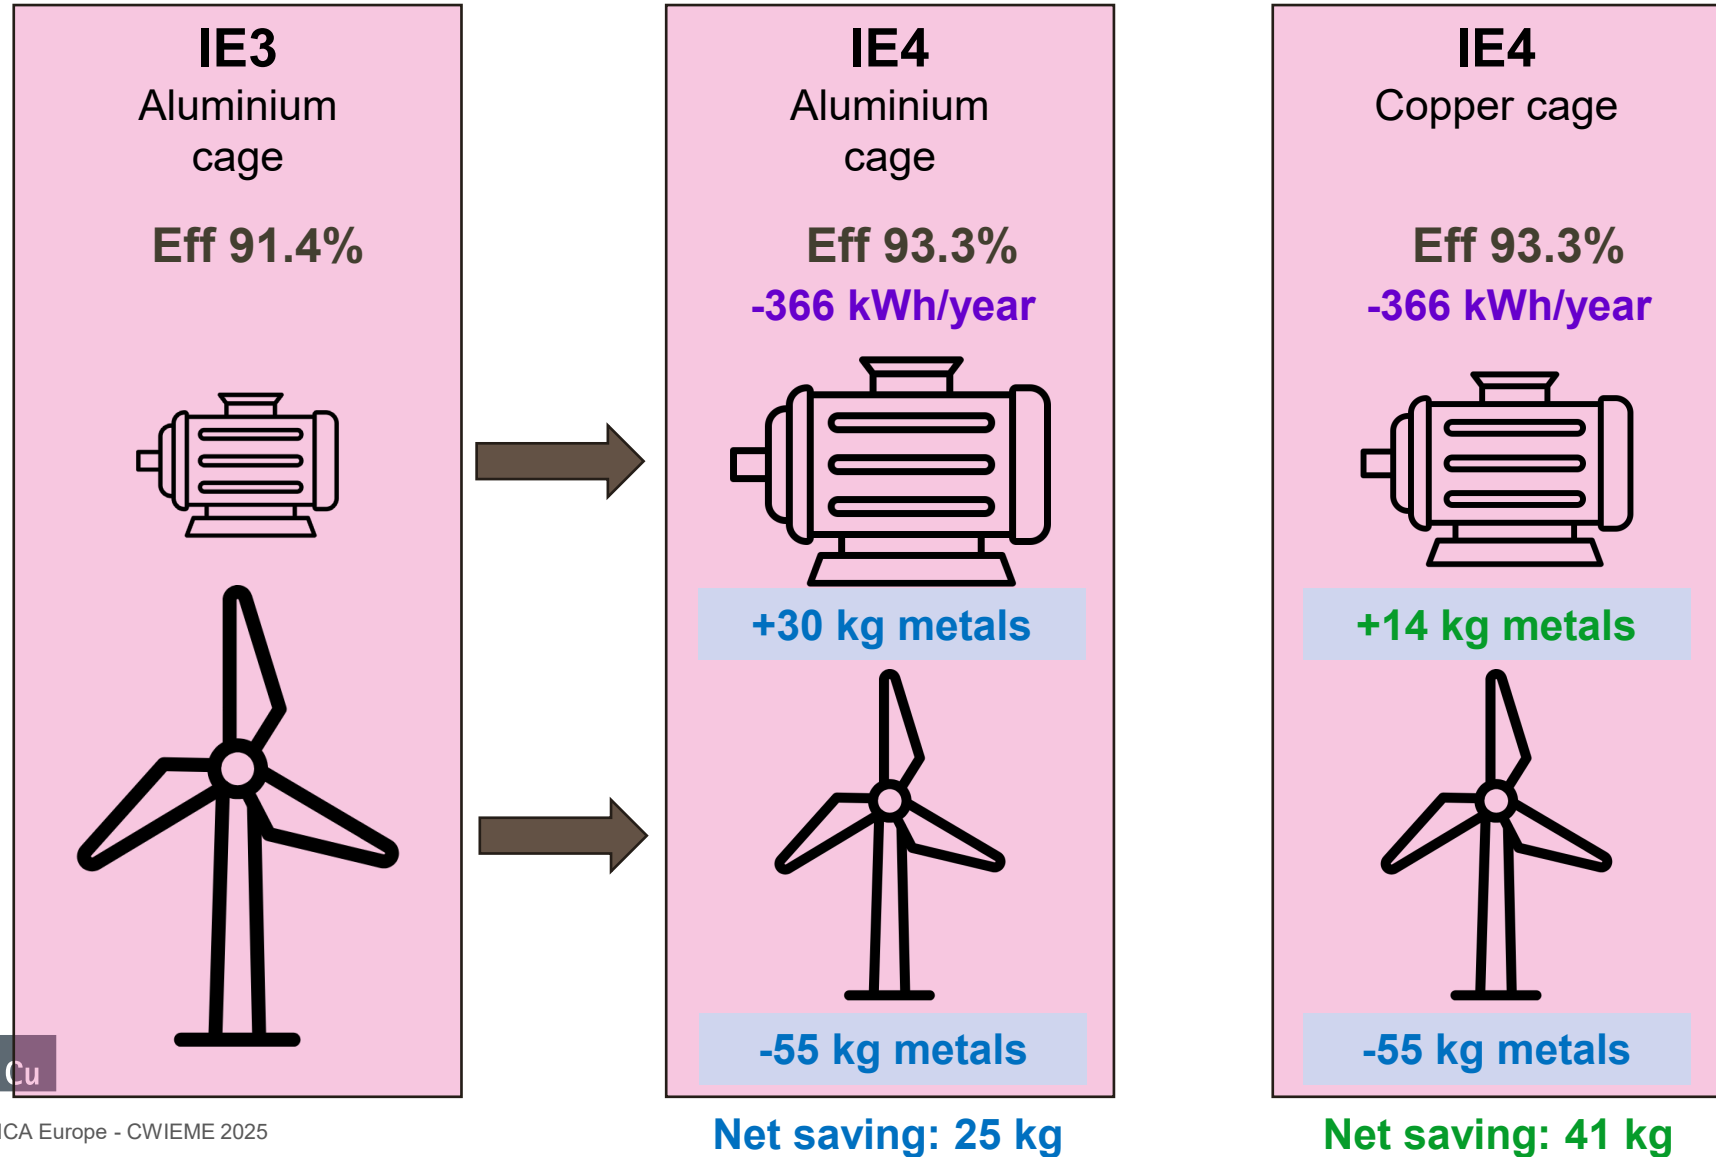 IE3
Aluminium
cage
Eff 91.4%
IE4
Aluminium
cage
Eff 93.3%
-366 kWh/year
+30 kg metals
-55 kg metals
Net saving: 25 kg
IE4
Copper cage
Eff 93.3%
-366 kWh/year
+14 kg metals
-55 kg metals
Net saving: 41 kg
Cu
ICA Europe - CWIEME 2025